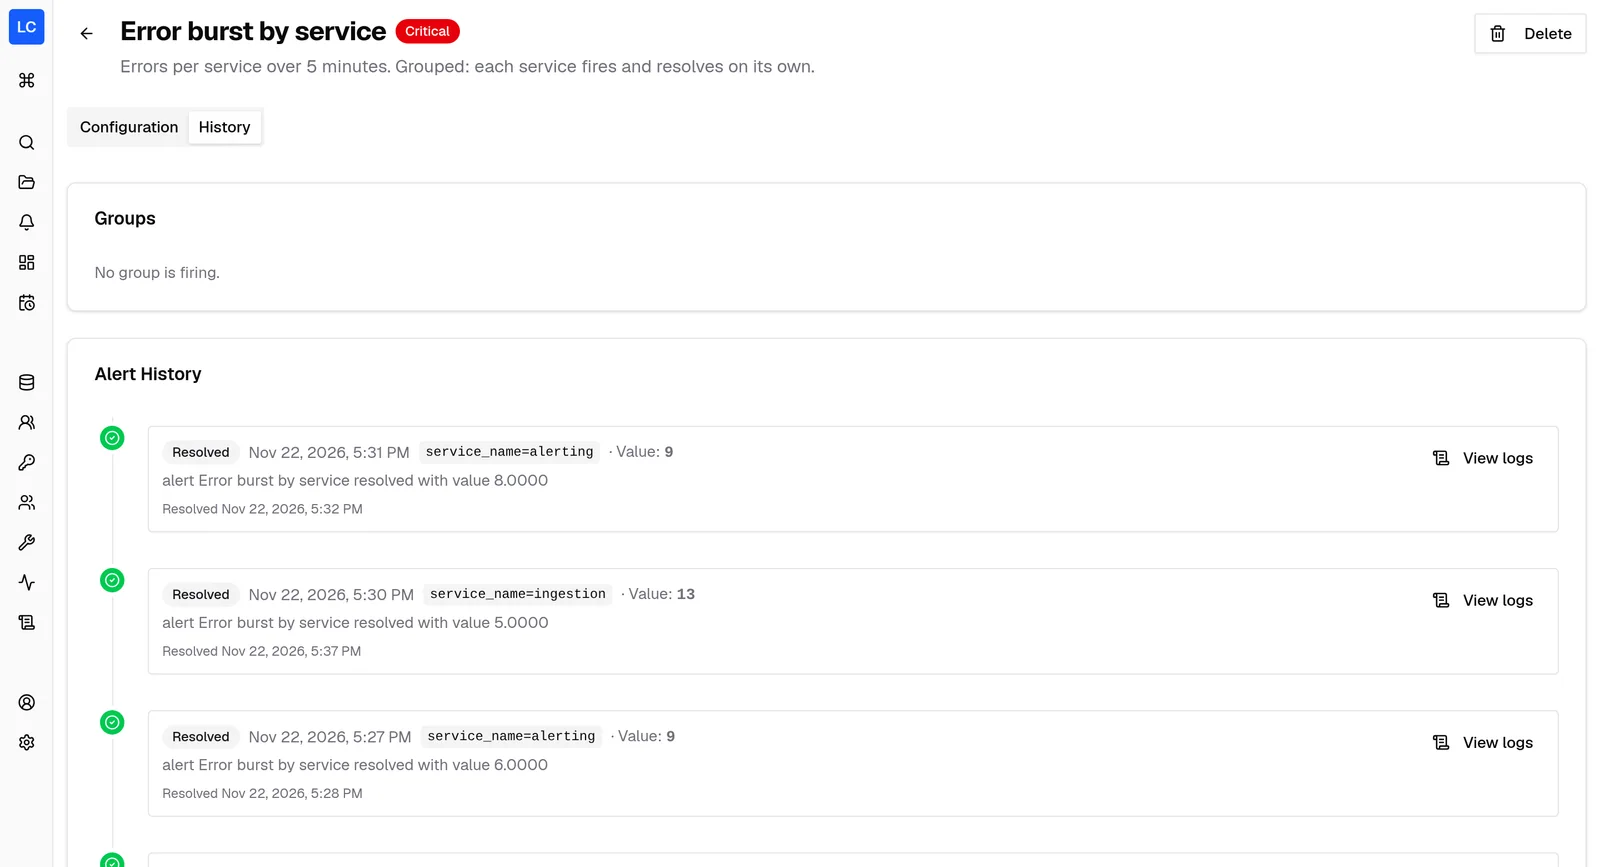 LC
Error burst by service Critical
Delete
Errors per service over 5 minutes. Grouped: each service fires and resolves on its own.
Configuration History
Groups
No group is firing.
Alert History
Resolved Nov 22, 2026, 5:31 PM service_name=alerting · Value: 9
View logs
alert Error burst by service resolved with value 8.0000
Resolved Nov 22, 2026, 5:32 PM
Resolved Nov 22, 2026, 5:30 PM service_name=ingestion · Value: 13
View logs
alert Error burst by service resolved with value 5.0000
Resolved Nov 22, 2026, 5:37 PM
Resolved Nov 22, 2026, 5:27 PM service_name=alerting · Value: 9
View logs
alert Error burst by service resolved with value 6.0000
Resolved Nov 22, 2026, 5:28 PM